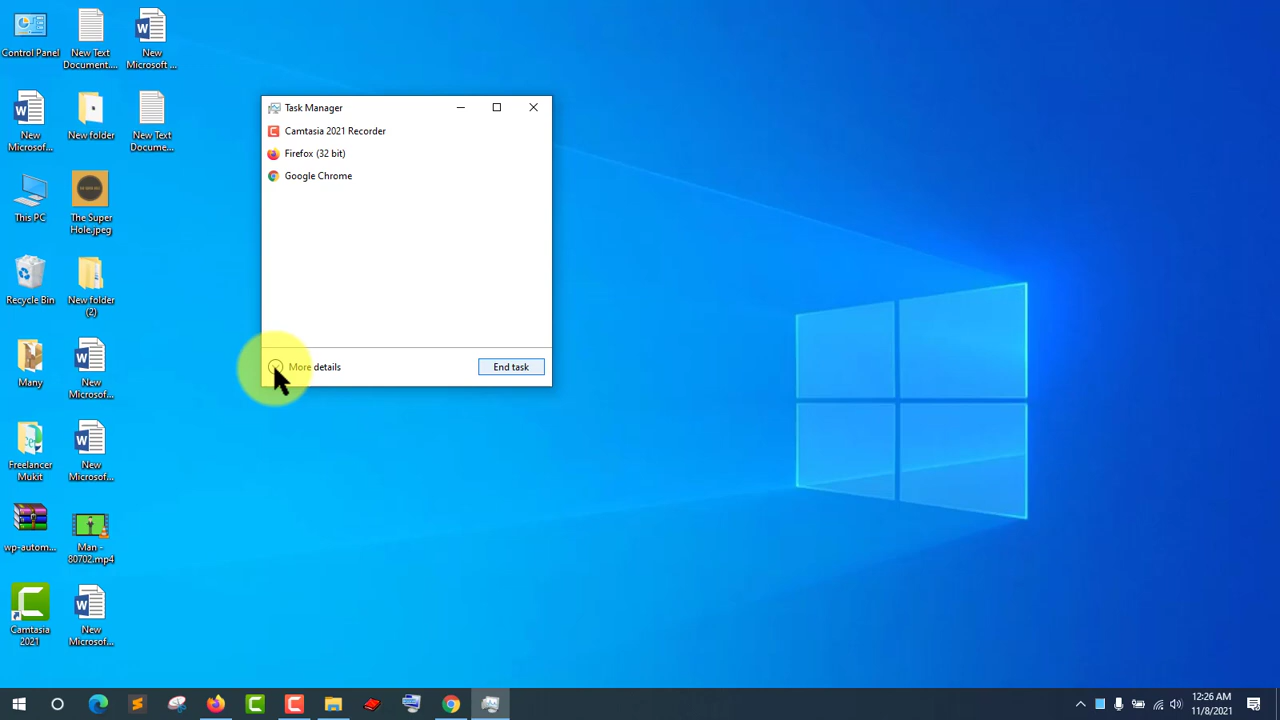 Control Panel
New Text
Document....
New
Microsoft ...
New
Microsof...
New folder
New Text
Docume...
This PC
The Super
Hole.jpeg
Recycle Bin
New folder
(2)
Many
New
Microsof...
Freelancer
Mukit
New
Microsof...
wp-autom...
Man -
80702.mp4
Camtasia
2021
New
Microsof...
Task Manager
Camtasia 2021 Recorder
Firefox (32 bit)
Google Chrome
More details
End task
12:26 AM
11/8/2021